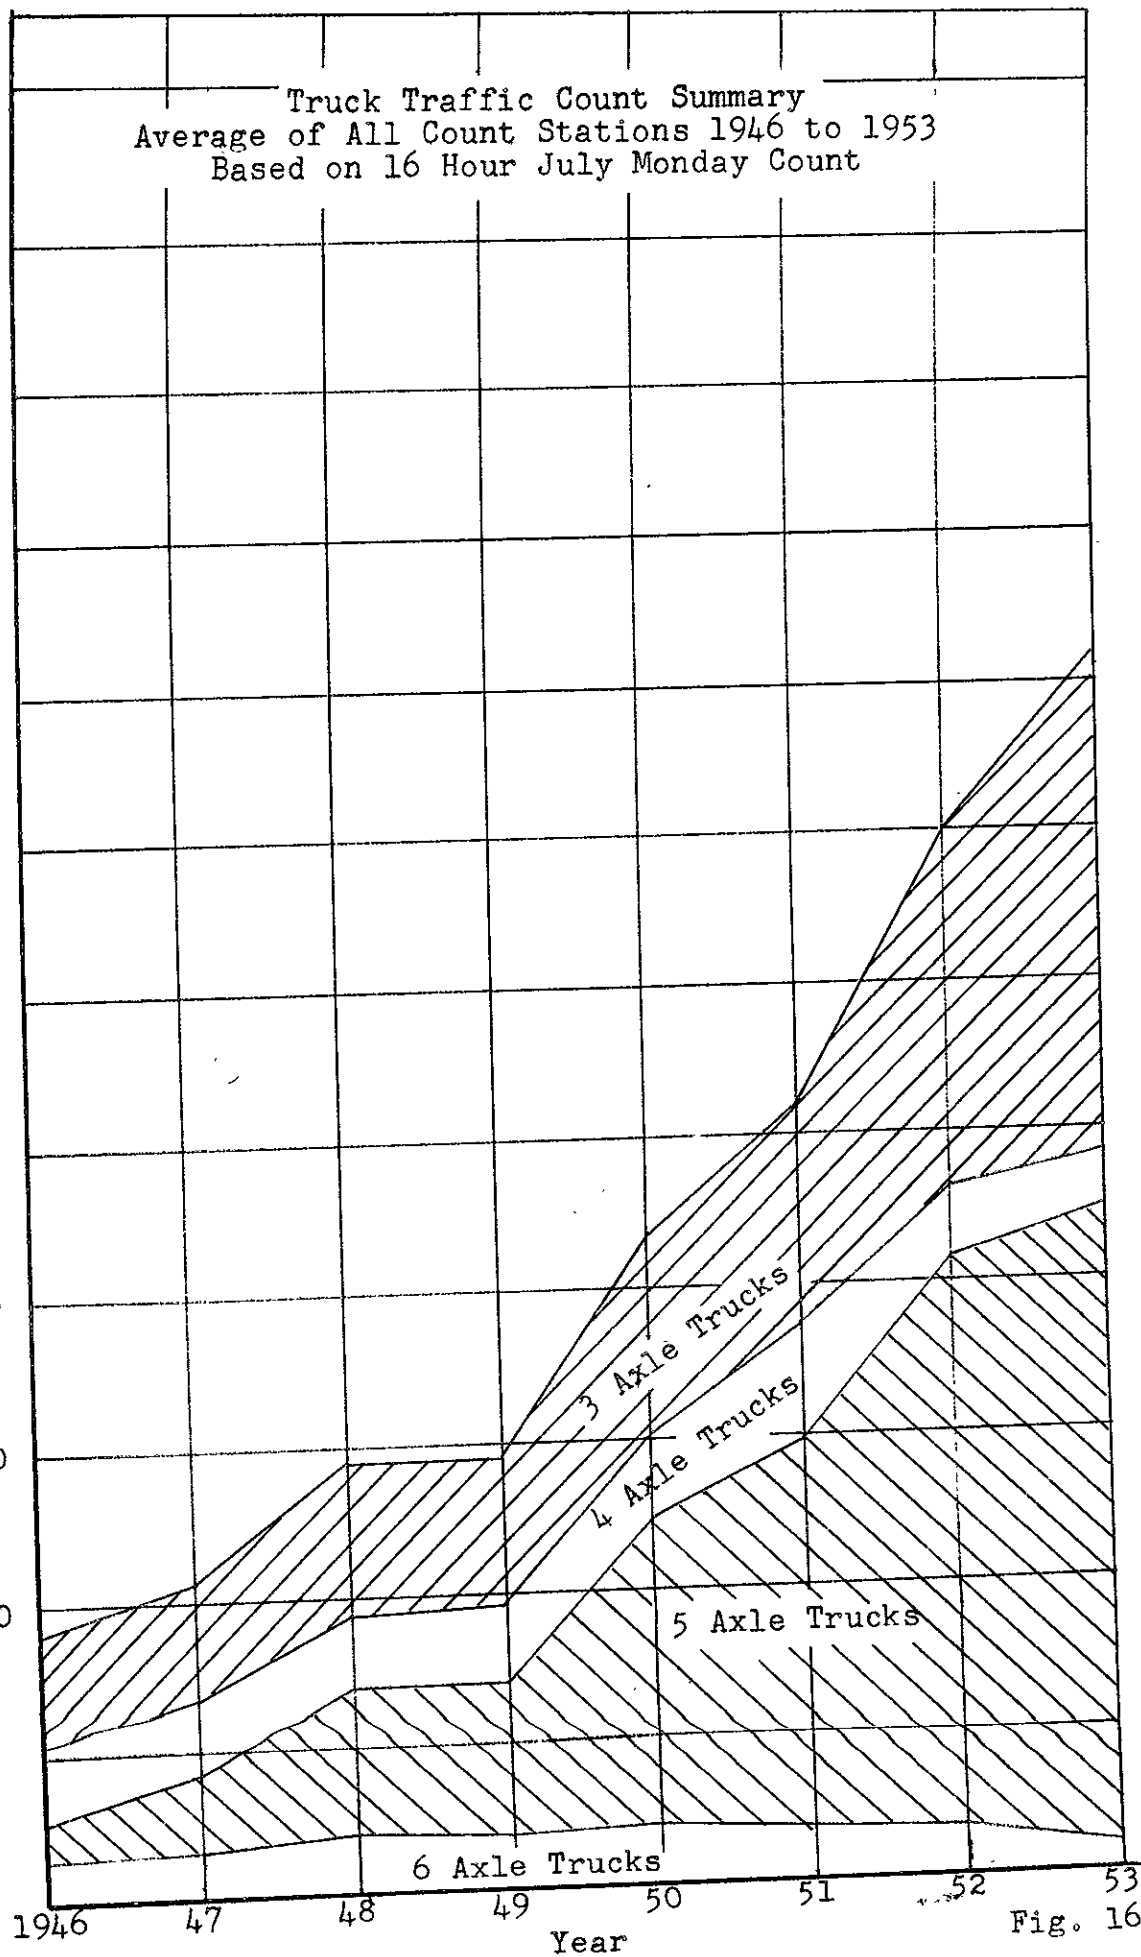 Truck Traffic Count Summary
Average of All Count Stations 1946 to 1953
Based on 16 Hour July Monday Count
3 Axle Trucks
4 Axle Trucks
5 Axle Trucks
6 Axle Trucks
0
0
1946 47 48 49 50 51 52 53
Year
Fig. 16